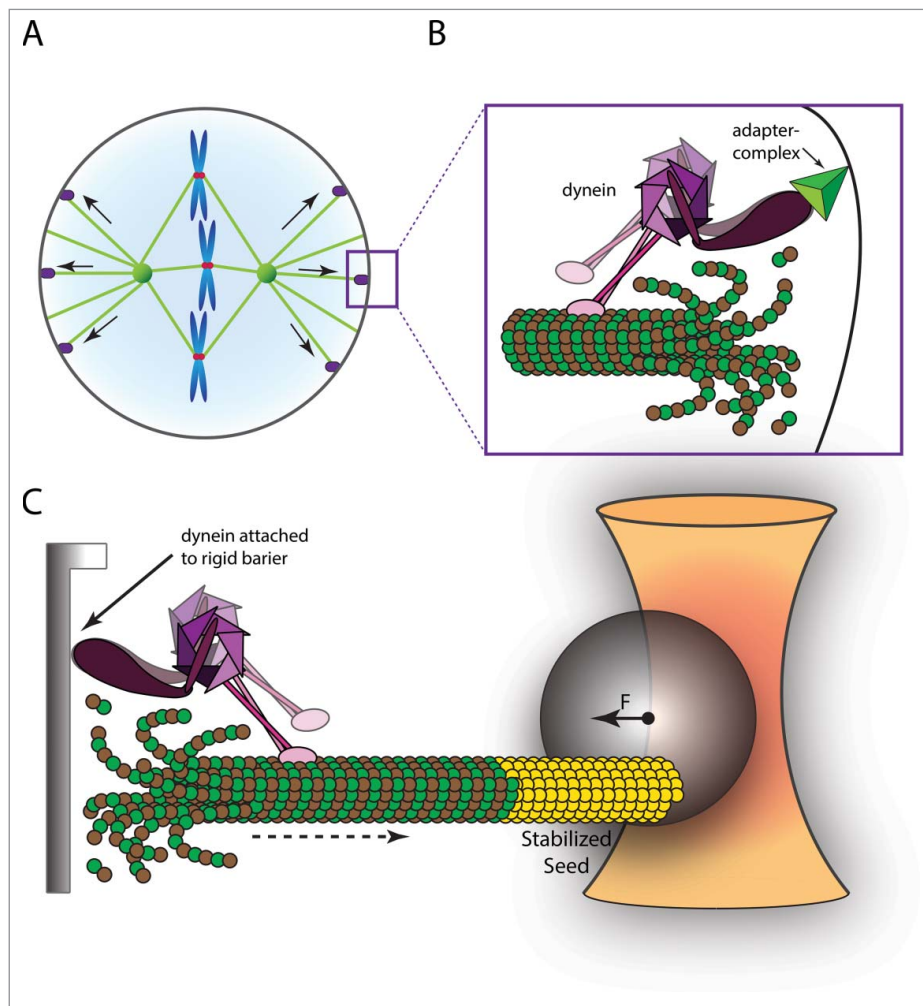 A
B
adapter-
complex
dynein
C
dynein attached
to rigid barier
F
Stabilized
Seed